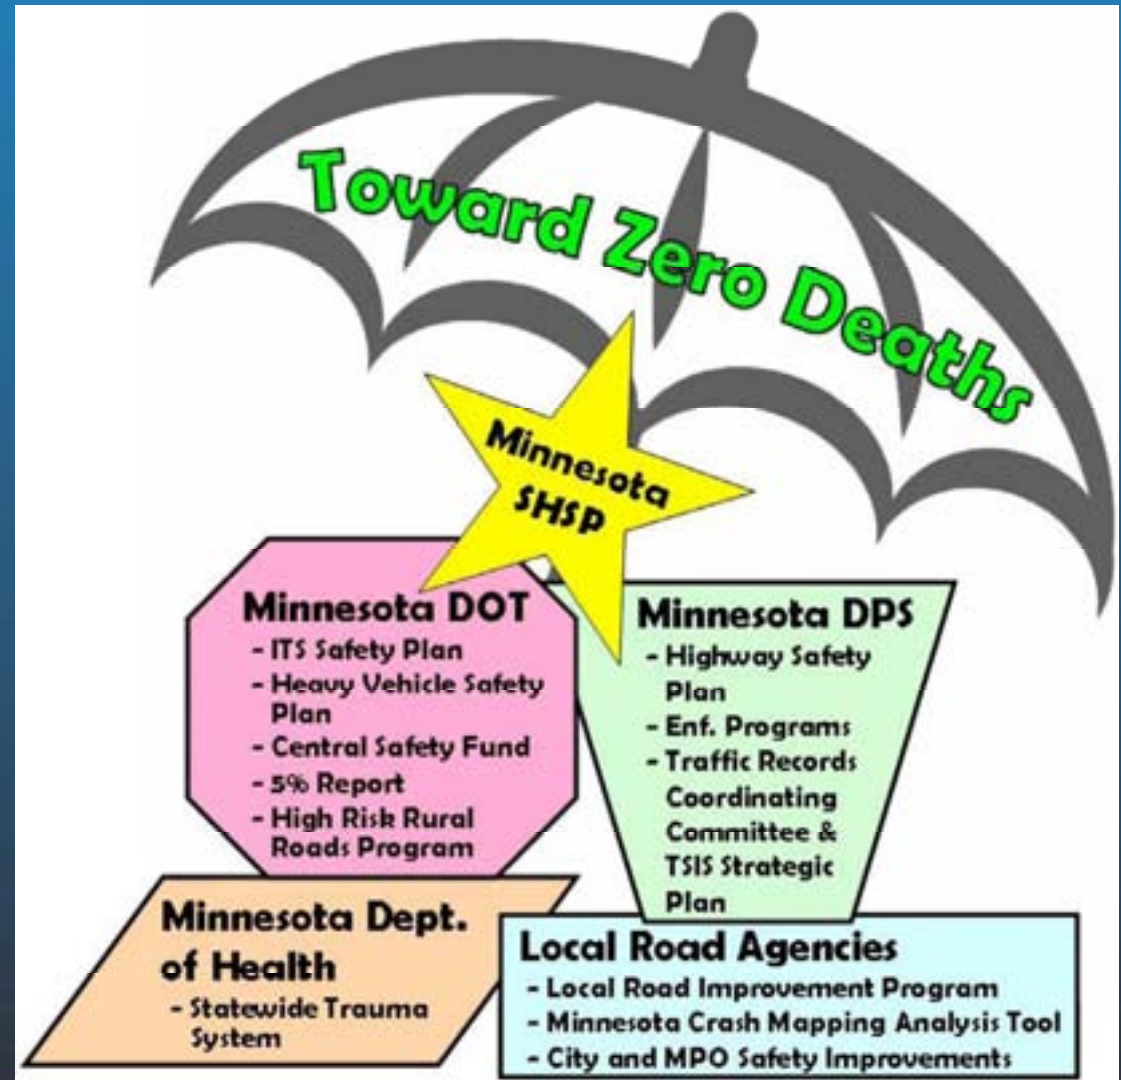 Toward Zero Deaths
Minnesota
SHSP
Minnesota DOT
- ITS Safety Plan
- Heavy Vehicle Safety
Plan
- Central Safety Fund
- 5% Report
- High Risk Rural
Roads Program
Minnesota DPS
- Highway Safety
Plan
- Enf. Programs
- Traffic Records
Coordinating
Committee &
TSIS Strategic
Plan
Minnesota Dept.
of Health
- Statewide Trauma
System
Local Road Agencies
- Local Road Improvement Program
- Minnesota Crash Mapping Analysis Tool
- City and MPO Safety Improvements